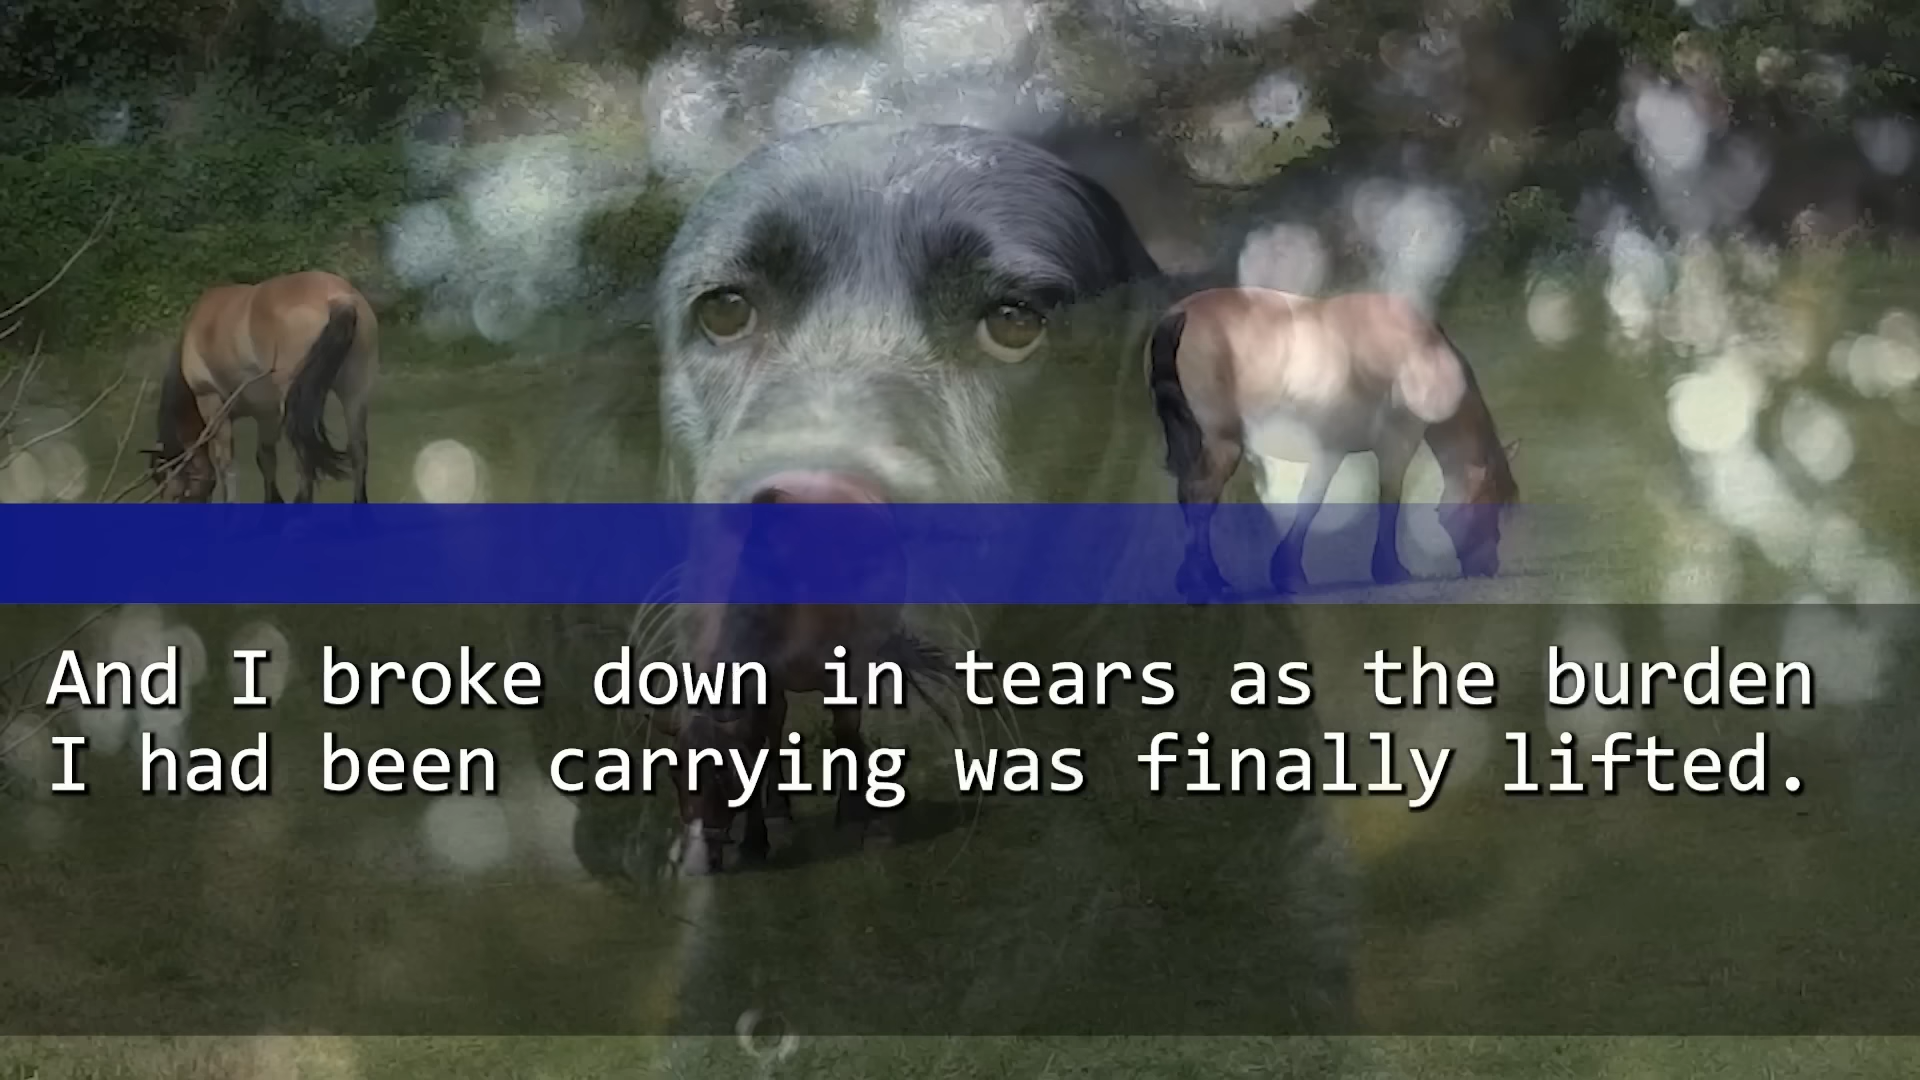 And I broke down in tears as the burden
I had been carrying was finally lifted.